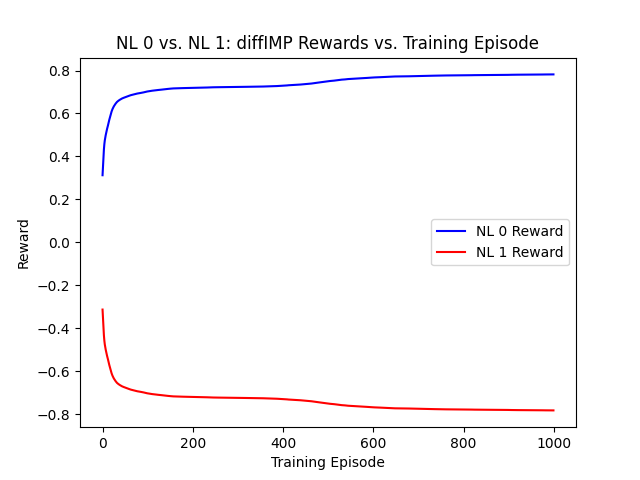 NL 0 vs. NL 1: diffIMP Rewards vs. Training Episode
0.8
0.6
0.4
0.2
0.0
−0.2
−0.4
−0.6
−0.8
Reward
NL 0 Reward
NL 1 Reward
0 200 400 600 800 1000
Training Episode